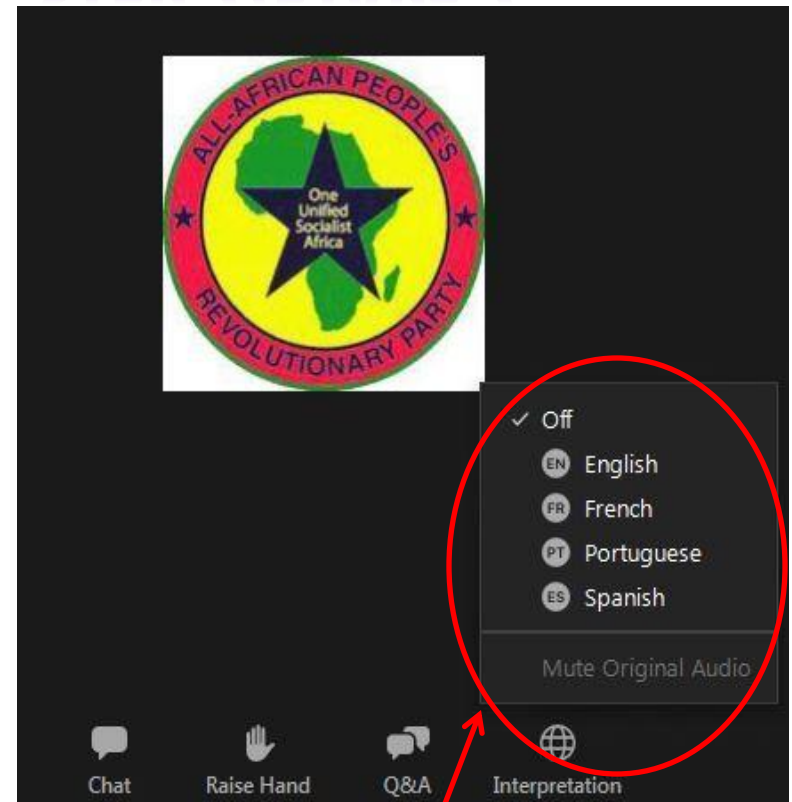 ALL-AFRICAN PEOPLE'S
One
Unified
Socialist
Africa
REVOLUTIONARY PARTY
Off
EN English
FR French
PT Portuguese
ES Spanish
Mute Original Audio
Chat Raise Hand Q&A Interpretation